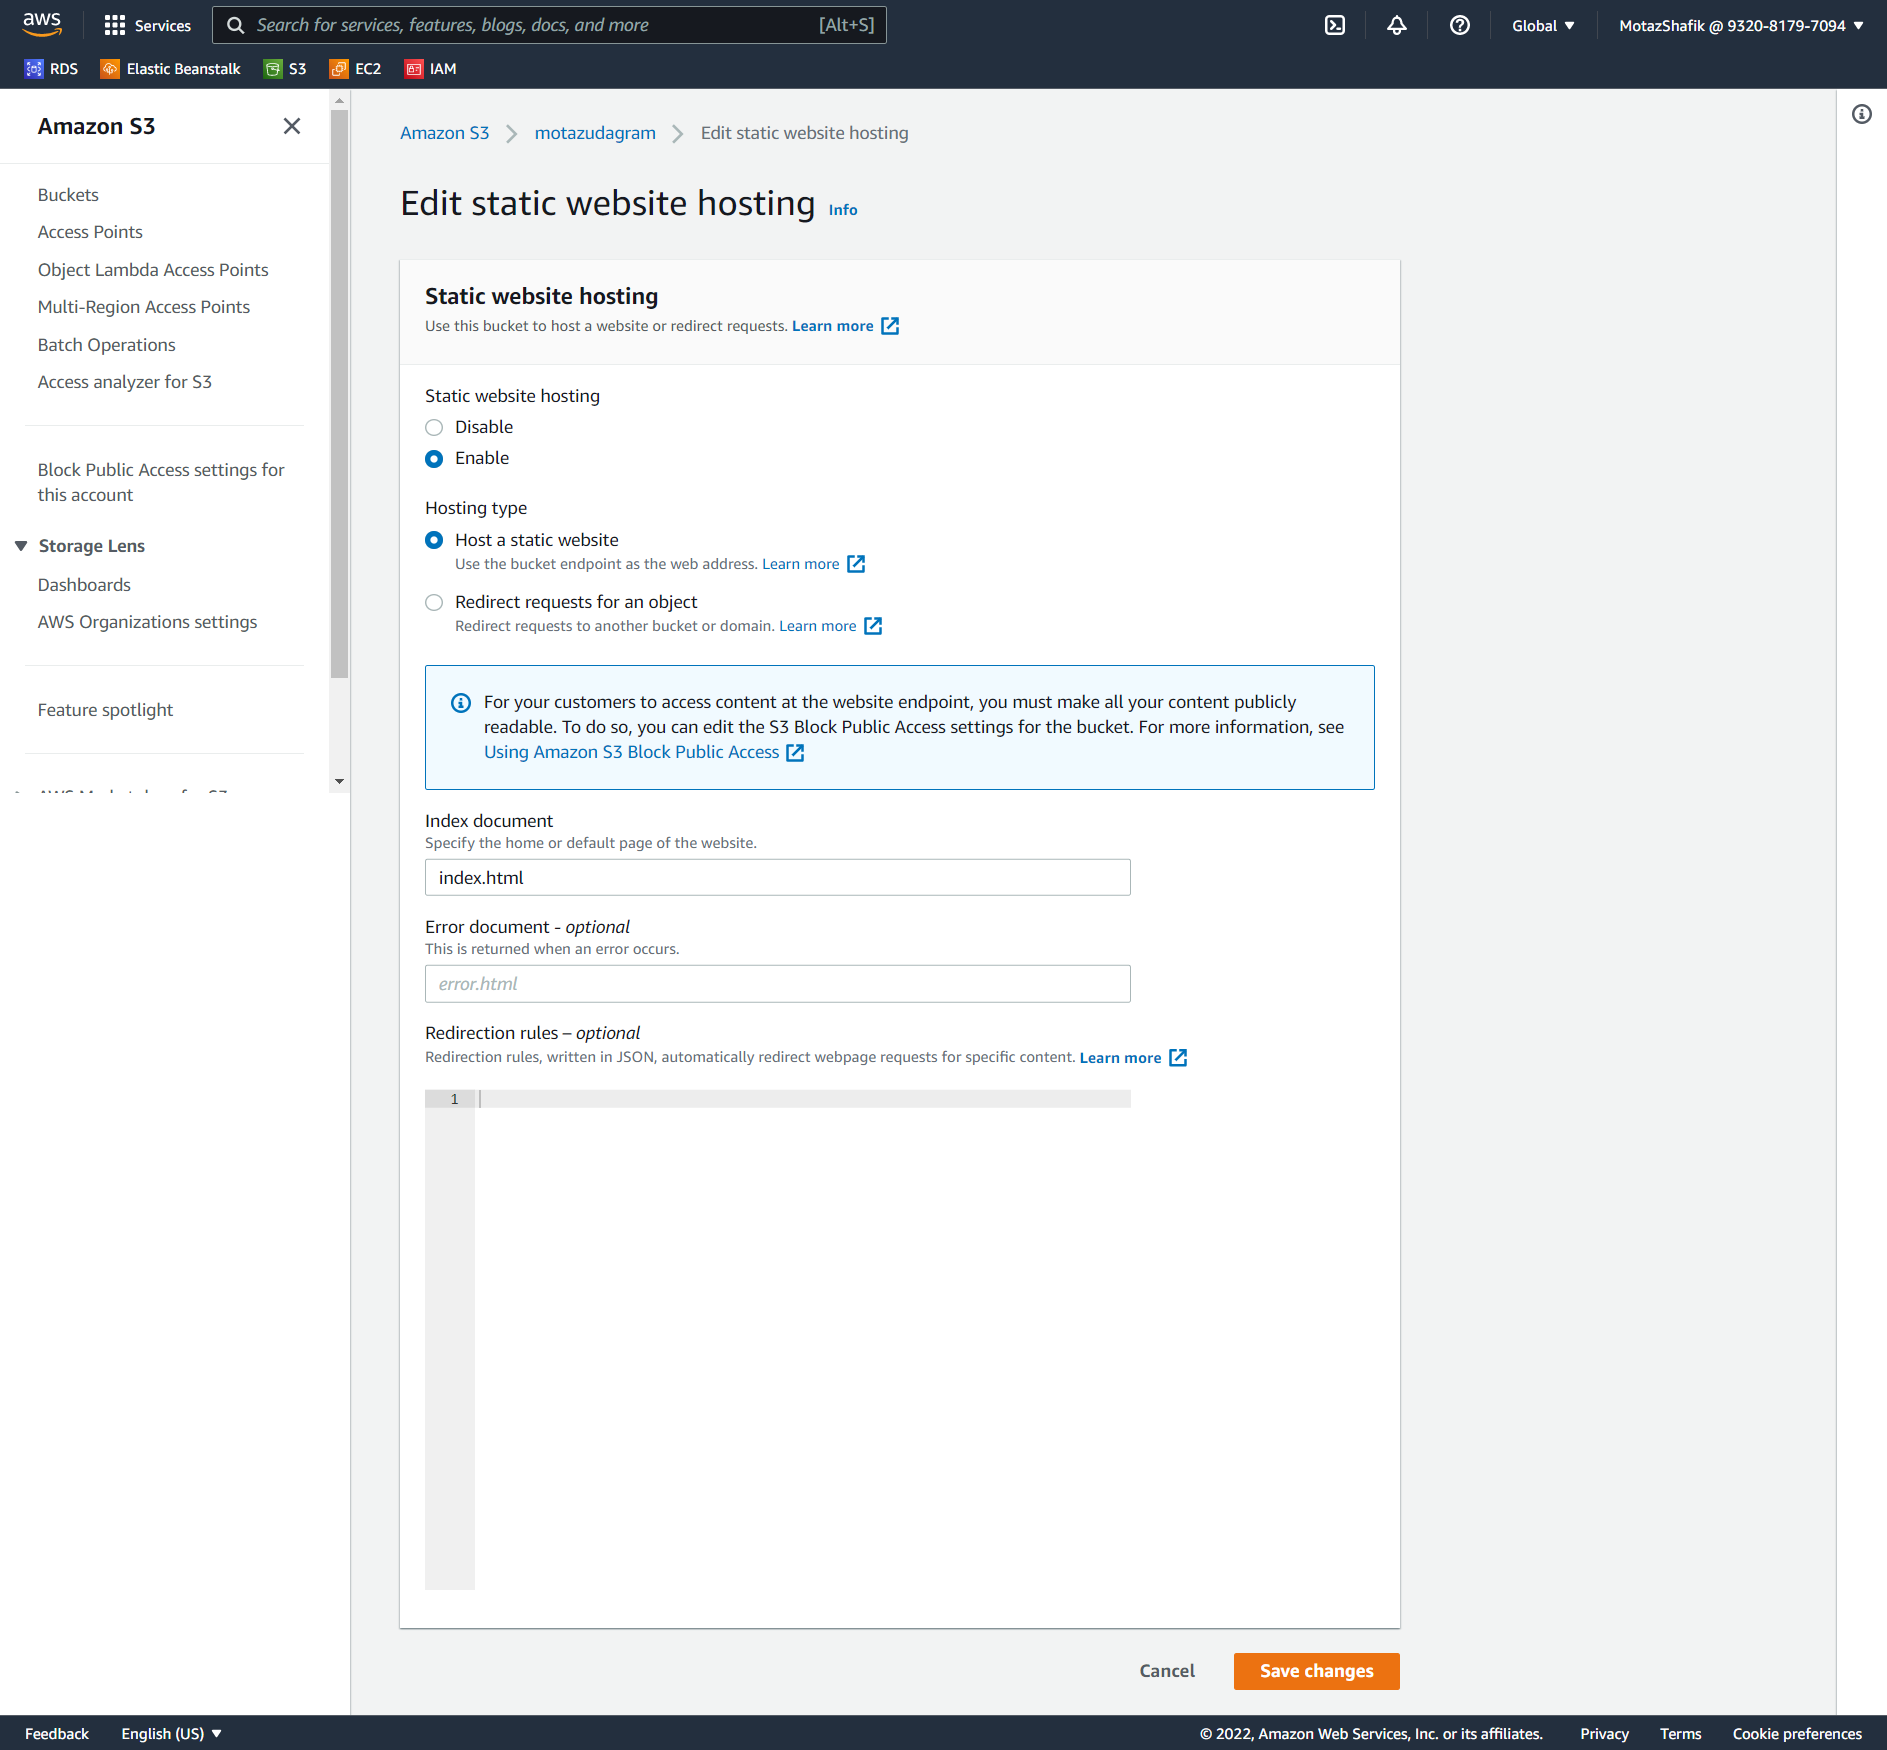 aws
Services
Search for services, features, blogs, docs, and more [Alt+S]
Global
MotazShafik @ 9320-8179-7094
RDS
Elastic Beanstalk
S3
EC2
IAM
Amazon S3
Buckets
Access Points
Object Lambda Access Points
Multi-Region Access Points
Batch Operations
Access analyzer for S3
Block Public Access settings for
this account
Storage Lens
Dashboards
AWS Organizations settings
Feature spotlight
AWS Marketplace for S3
Amazon S3 > motazudagram > Edit static website hosting
Edit static website hosting Info
Static website hosting
Use this bucket to host a website or redirect requests. Learn more
Static website hosting
Disable
Enable
Hosting type
Host a static website
Use the bucket endpoint as the web address. Learn more
Redirect requests for an object
Redirect requests to another bucket or domain. Learn more
For your customers to access content at the website endpoint, you must make all your content publicly
readable. To do so, you can edit the S3 Block Public Access settings for the bucket. For more information, see
Using Amazon S3 Block Public Access
Index document
Specify the home or default page of the website.
index.html
Error document - optional
This is returned when an error occurs.
error.html
Redirection rules – optional
Redirection rules, written in JSON, automatically redirect webpage requests for specific content. Learn more
1
Cancel
Save changes
Feedback
English (US)
© 2022, Amazon Web Services, Inc. or its affiliates.
Privacy
Terms
Cookie preferences